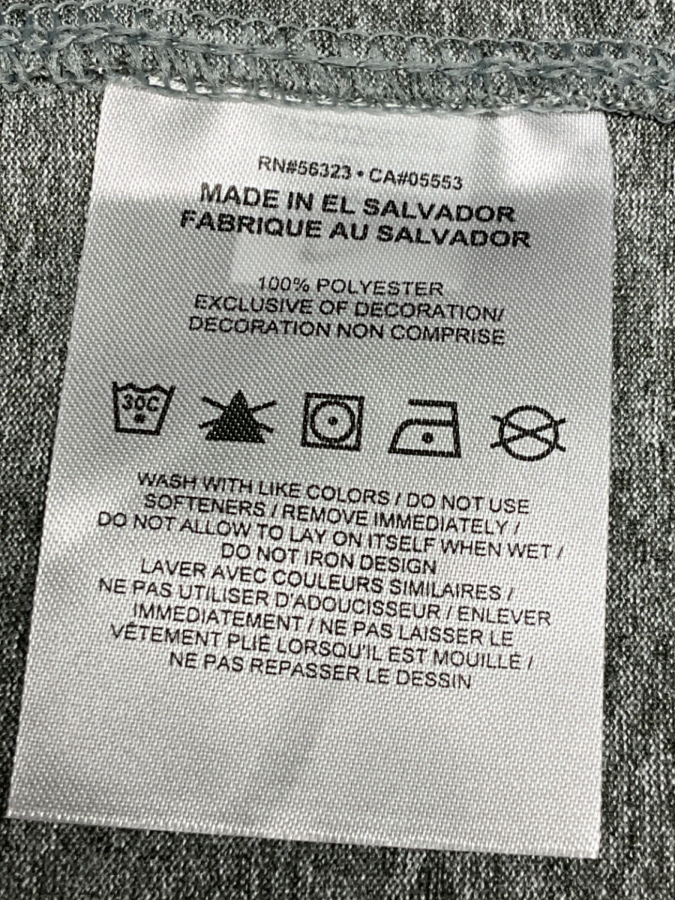 RN#56323 • CA#05553
MADE IN EL SALVADOR
FABRIQUE AU SALVADOR
100% POLYESTER
EXCLUSIVE OF DECORATION/
DECORATION NON COMPRISE
30C
WASH WITH LIKE COLORS / DO NOT USE
SOFTENERS / REMOVE IMMEDIATELY /
DO NOT ALLOW TO LAY ON ITSELF WHEN WET /
DO NOT IRON DESIGN
LAVER AVEC COULEURS SIMILAIRES /
NE PAS UTILISER D'ADOUCISSEUR / ENLEVER
IMMEDIATEMENT / NE PAS LAISSER LE
VÊTEMENT PLIÉ LORSQU'IL EST MOUILLÉ /
NE PAS REPASSER LE DESSIN